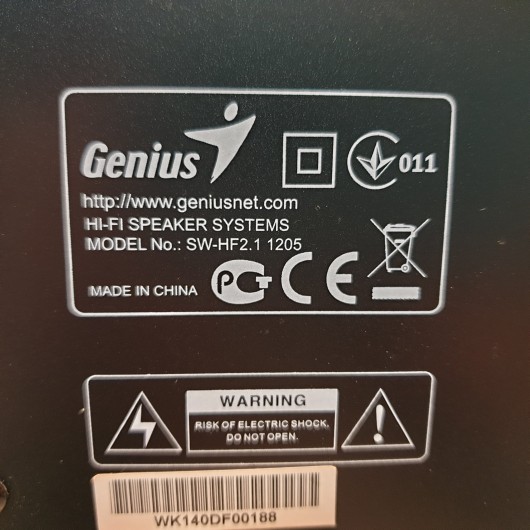 Genius
011
http://www.geniusnet.com
HI-FI SPEAKER SYSTEMS
MODEL No.: SW-HF2.1 1205
MADE IN CHINA
CE
WARNING
RISK OF ELECTRIC SHOCK.
DO NOT OPEN.
WK140DF00188